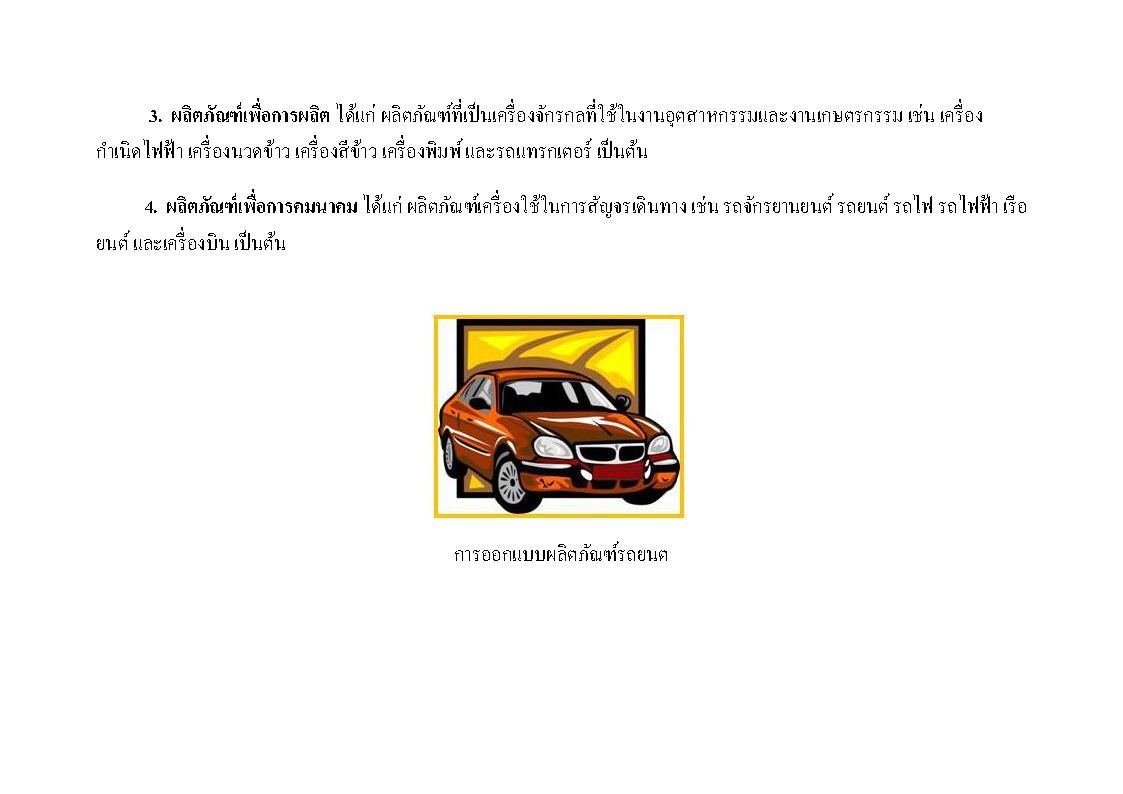 3. ผลิตภัณฑ์เพื่อการผลิต ได้แก่ ผลิตภัณฑ์ที่เป็นเครื่องจักรกลที่ใช้ในงานอุตสาหกรรมและงานเกษตรกรรม เช่น เครื่อง
กำเนิดไฟฟ้า เครื่องนวดข้าว เครื่องสีข้าว เครื่องพิมพ์ และรถแทรกเตอร์ เป็นต้น
4. ผลิตภัณฑ์เพื่อการคมนาคม ได้แก่ ผลิตภัณฑ์เครื่องใช้ในการสัญจรเดินทาง เช่น รถจักรยานยนต์ รถยนต์ รถไฟ รถไฟฟ้า เรือ
ยนต์ และเครื่องบิน เป็นต้น
การออกแบบผลิตภัณฑ์รถยนต